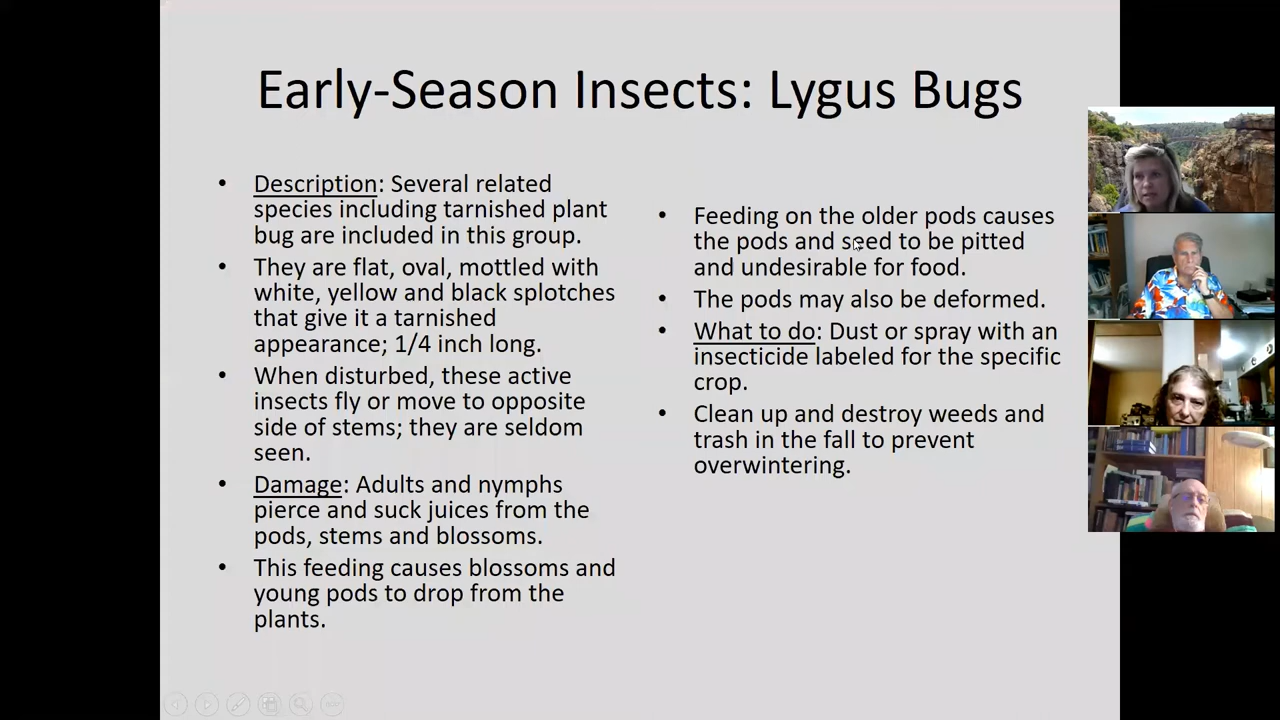 Early-Season Insects: Lygus Bugs
• Description: Several related
species including tarnished plant
bug are included in this group.
• They are flat, oval, mottled with
white, yellow and black splotches
that give it a tarnished
appearance; 1/4 inch long.
• When disturbed, these active
insects fly or move to opposite
side of stems; they are seldom
seen.
• Damage: Adults and nymphs
pierce and suck juices from the
pods, stems and blossoms.
• This feeding causes blossoms and
young pods to drop from the
plants.
• Feeding on the older pods causes
the pods and seed to be pitted
and undesirable for food.
• The pods may also be deformed.
• What to do: Dust or spray with an
insecticide labeled for the specific
crop.
• Clean up and destroy weeds and
trash in the fall to prevent
overwintering.